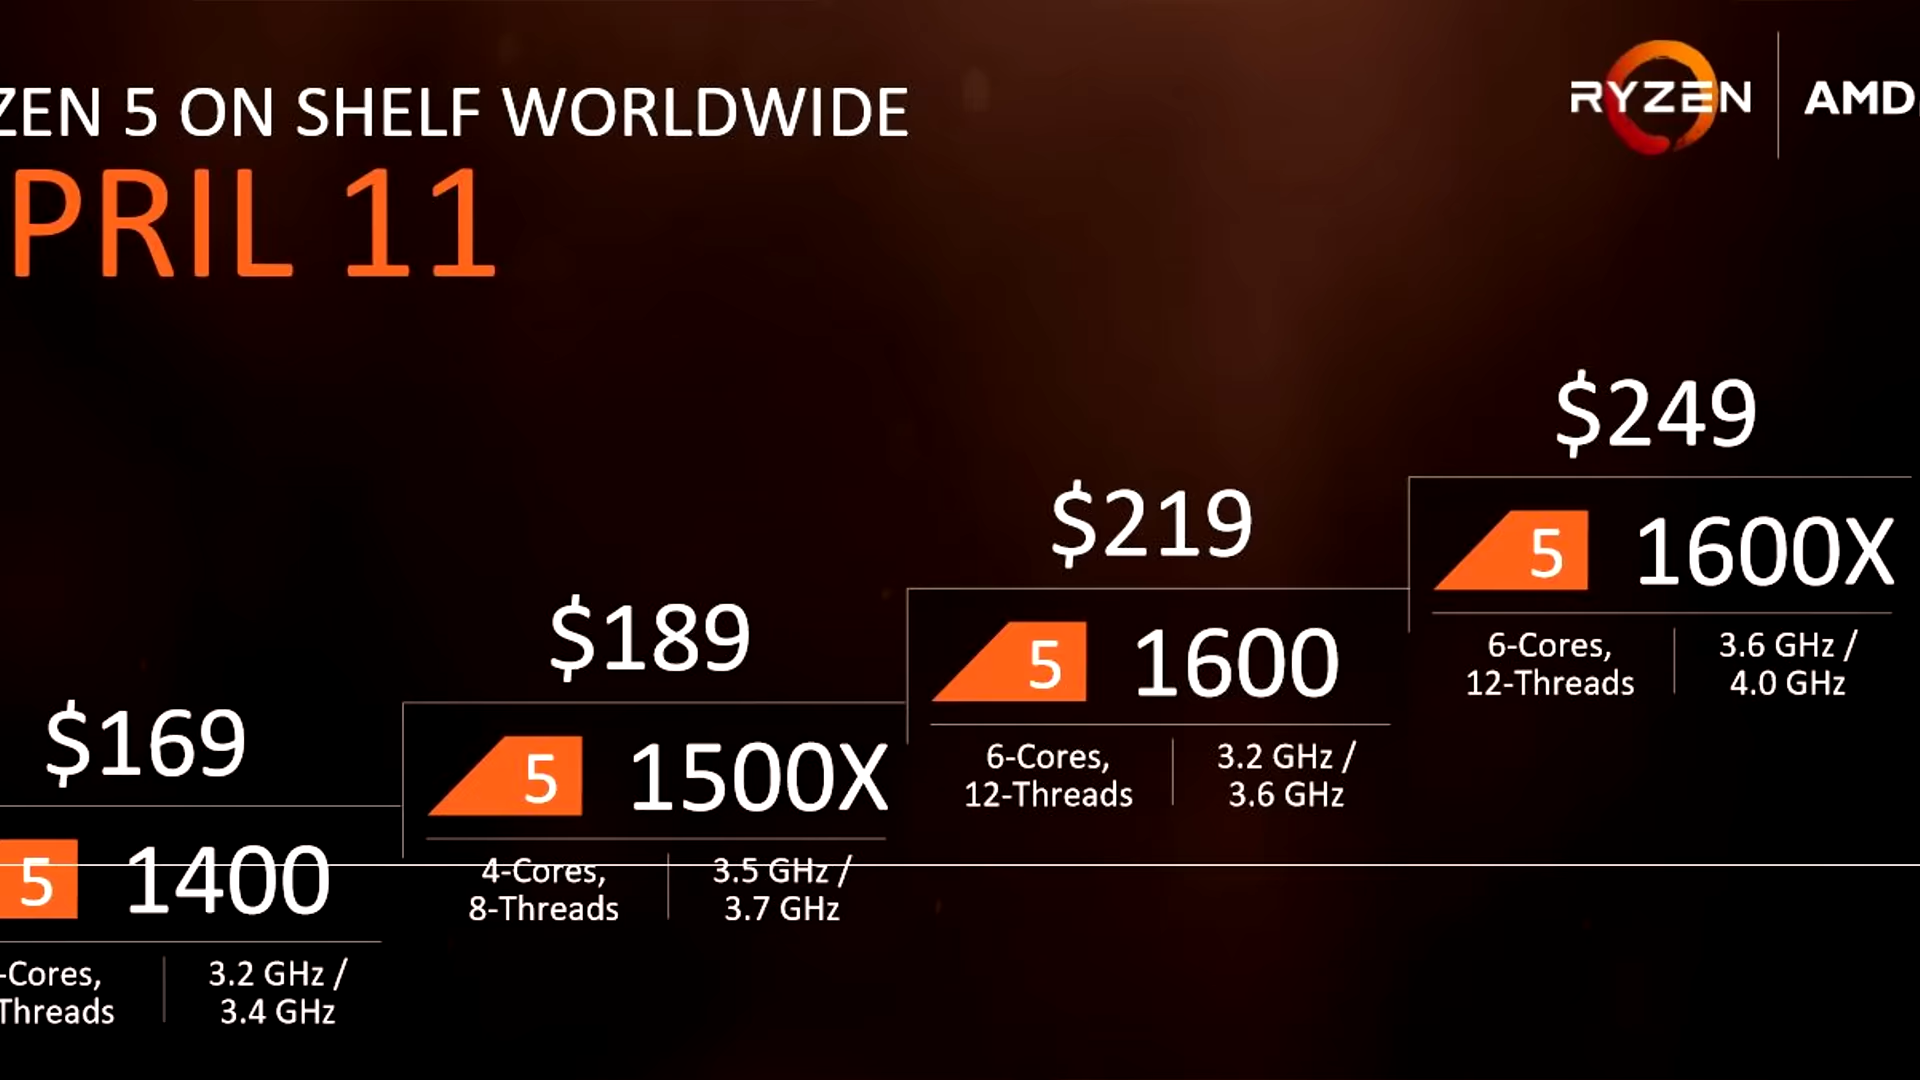 ZEN 5 ON SHELF WORLDWIDE
PRIL 11
RYZEN
AMD
$249
5 1600X
6-Cores,
12-Threads
3.6 GHz /
4.0 GHz
$219
5 1600
6-Cores,
12-Threads
3.2 GHz /
3.6 GHz
$189
5 1500X
4-Cores,
8-Threads
3.5 GHz /
3.7 GHz
$169
5 1400
-Cores,
Threads
3.2 GHz /
3.4 GHz